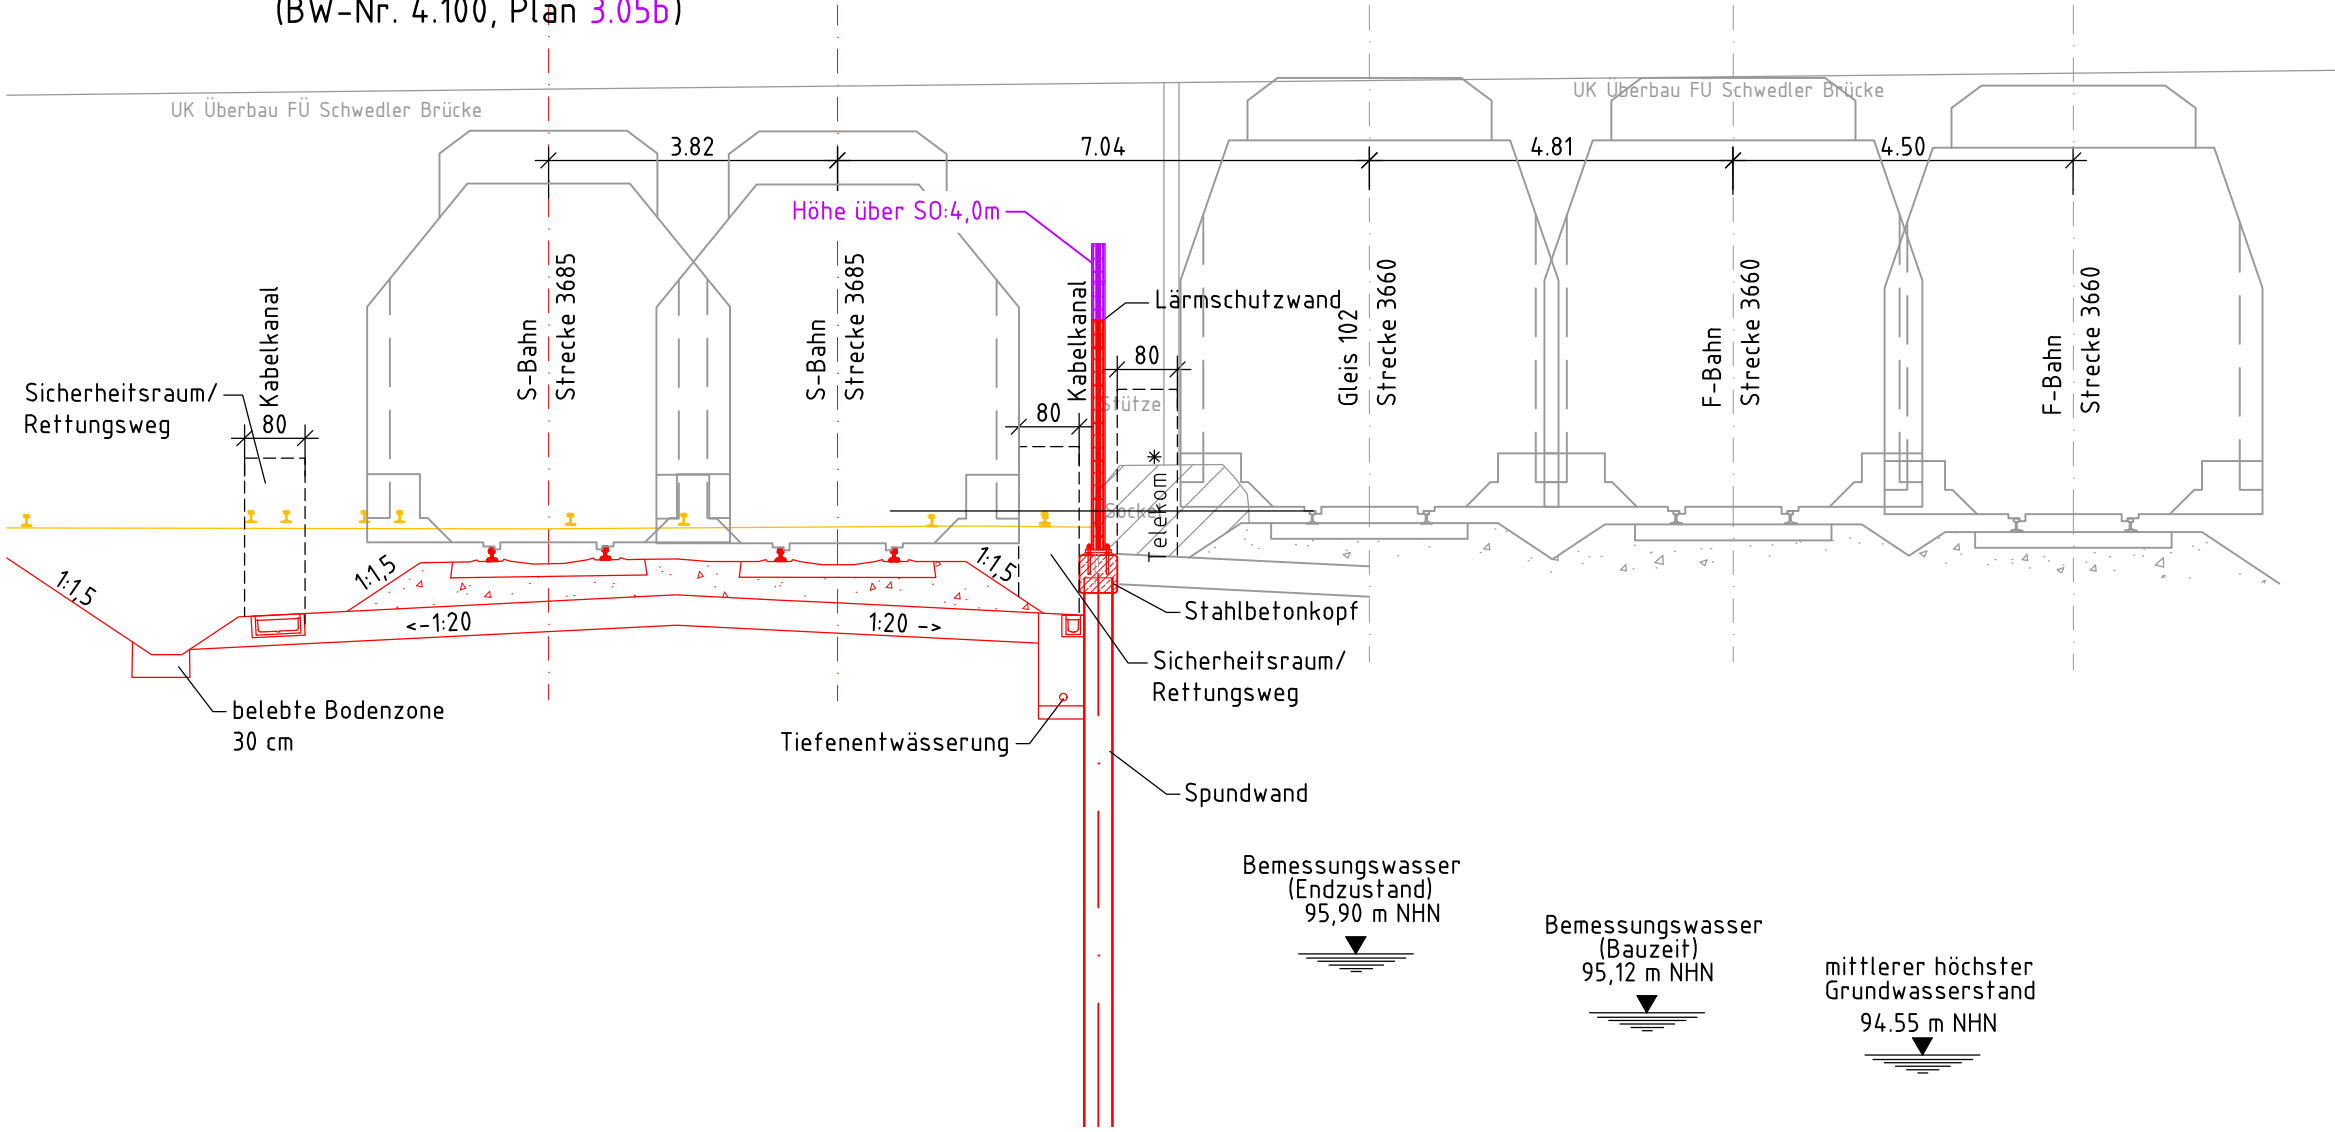 (BW-Nr. 4.100, Plan 3.05b)
UK Überbau FÜ Schwedler Brücke
UK Überbau FÜ Schwedler Brücke
3.82
7.04
4.81
4.50
Höhe über SO:4,0m
Lärmschutzwand
Kabelkanal
S-Bahn
Strecke 3685
S-Bahn
Strecke 3685
Kabelkanal
Gleis 102
Strecke 3660
F-Bahn
Strecke 3660
F-Bahn
Strecke 3660
Sicherheitsraum/
Rettungsweg
80
80
80
Stütze
Telekom *
Sockel
1:1,5
1:1,5
1:1,5
<-1:20
1:20 ->
Stahlbetonkopf
Sicherheitsraum/
Rettungsweg
belebte Bodenzone
30 cm
Tiefenentwässerung
Spundwand
Bemessungswasser
(Endzustand)
95,90 m NHN
Bemessungswasser
(Bauzeit)
95,12 m NHN
mittlerer höchster
Grundwasserstand
94.55 m NHN